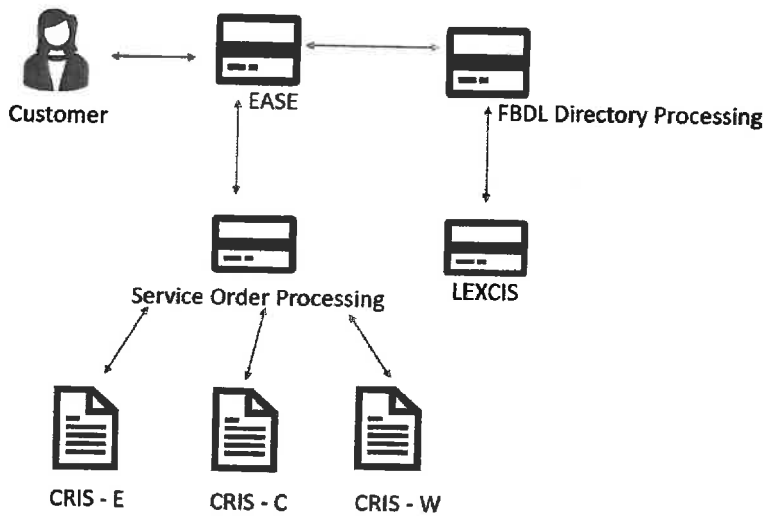 Customer
EASE
FBDL Directory Processing
Service Order Processing
LEXCIS
CRIS - E
CRIS - C
CRIS - W